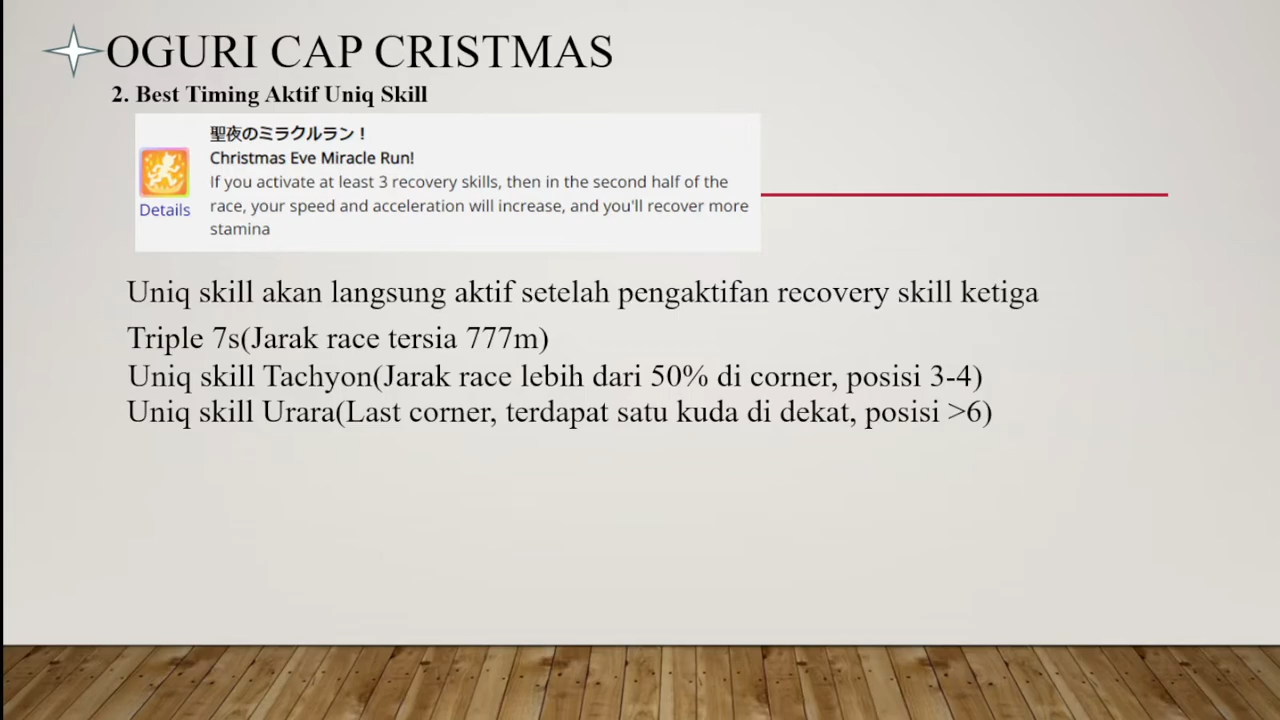 OGURI CAP CRISTMAS
2. Best Timing Aktif Uniq Skill
聖夜のミラクルラン！
Christmas Eve Miracle Run!
If you activate at least 3 recovery skills, then in the second half of the
race, your speed and acceleration will increase, and you'll recover more
stamina
Details
Uniq skill akan langsung aktif setelah pengaktifan recovery skill ketiga
Triple 7s(Jarak race tersia 777m)
Uniq skill Tachyon(Jarak race lebih dari 50% di corner, posisi 3-4)
Uniq skill Urara(Last corner, terdapat satu kuda di dekat, posisi >6)